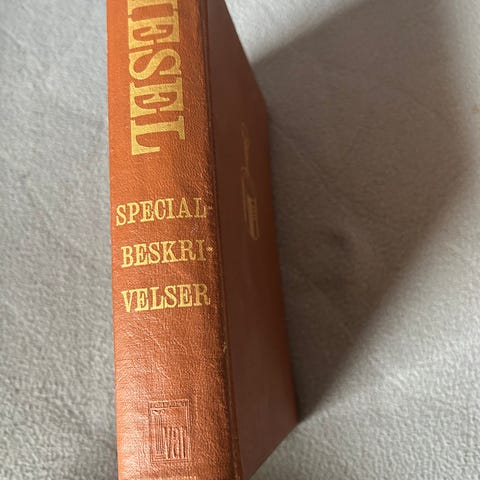 IESEL
SPECIAL-
BESKRI-
VELSER